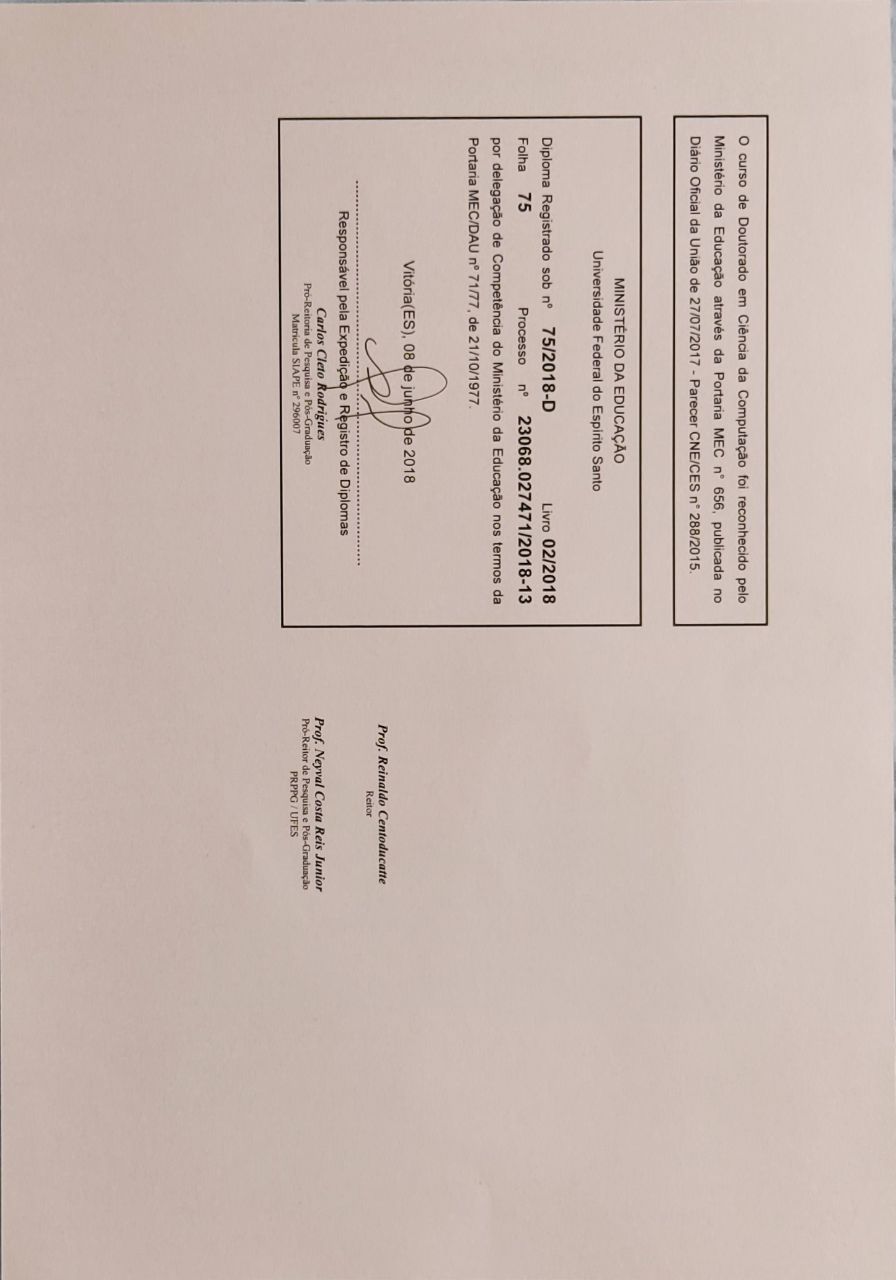 O curso de Doutorado em Ciência da Computação foi reconhecido pelo
Ministério da Educação através da Portaria MEC n° 656, publicada no
Diário Oficial da União de 27/07/2017 - Parecer CNE/CES n° 288/2015.
MINISTÉRIO DA EDUCAÇÃO
Universidade Federal do Espírito Santo
Diploma Registrado sob nº 75/2018-D Livro 02/2018
Folha 75 Processo nº 23068.027471/2018-13
por delegação de Competência do Ministério da Educação nos termos da
Portaria MEC/DAU nº 71/77, de 21/10/1977.
Vitória(ES), 08 de junho de 2018
Responsável pela Expedição e Registro de Diplomas
Carlos Cleto Rodrigues
Pró-Reitoria de Pesquisa e Pós-Graduação
Matrícula SIAPE nº 296007
Prof. Reinaldo Centoducatte
Reitor
Prof. Neyval Costa Reis Junior
Pró-Reitor de Pesquisa e Pós-Graduação
PRPPG / UFES